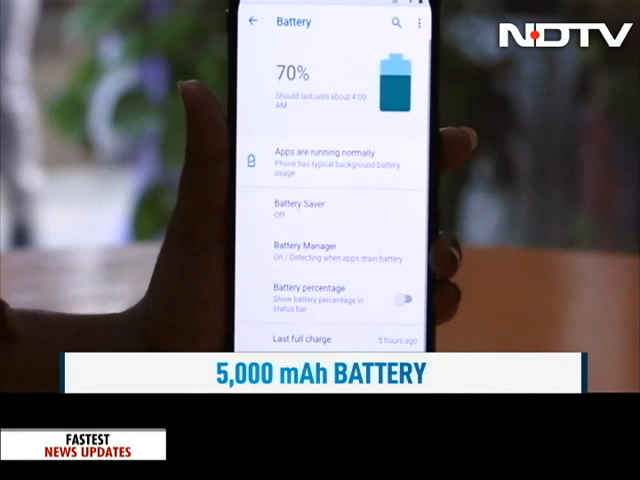 NDTV
Battery
70%
Should last until about 4:00
AM
Apps are running normally
Phone has typical background battery
usage
Battery Saver
Off
Battery Manager
On / Detecting when apps drain battery
Battery percentage
Show battery percentage in
status bar
Last full charge
5 hours ago
5,000 mAh BATTERY
FASTEST
NEWS UPDATES